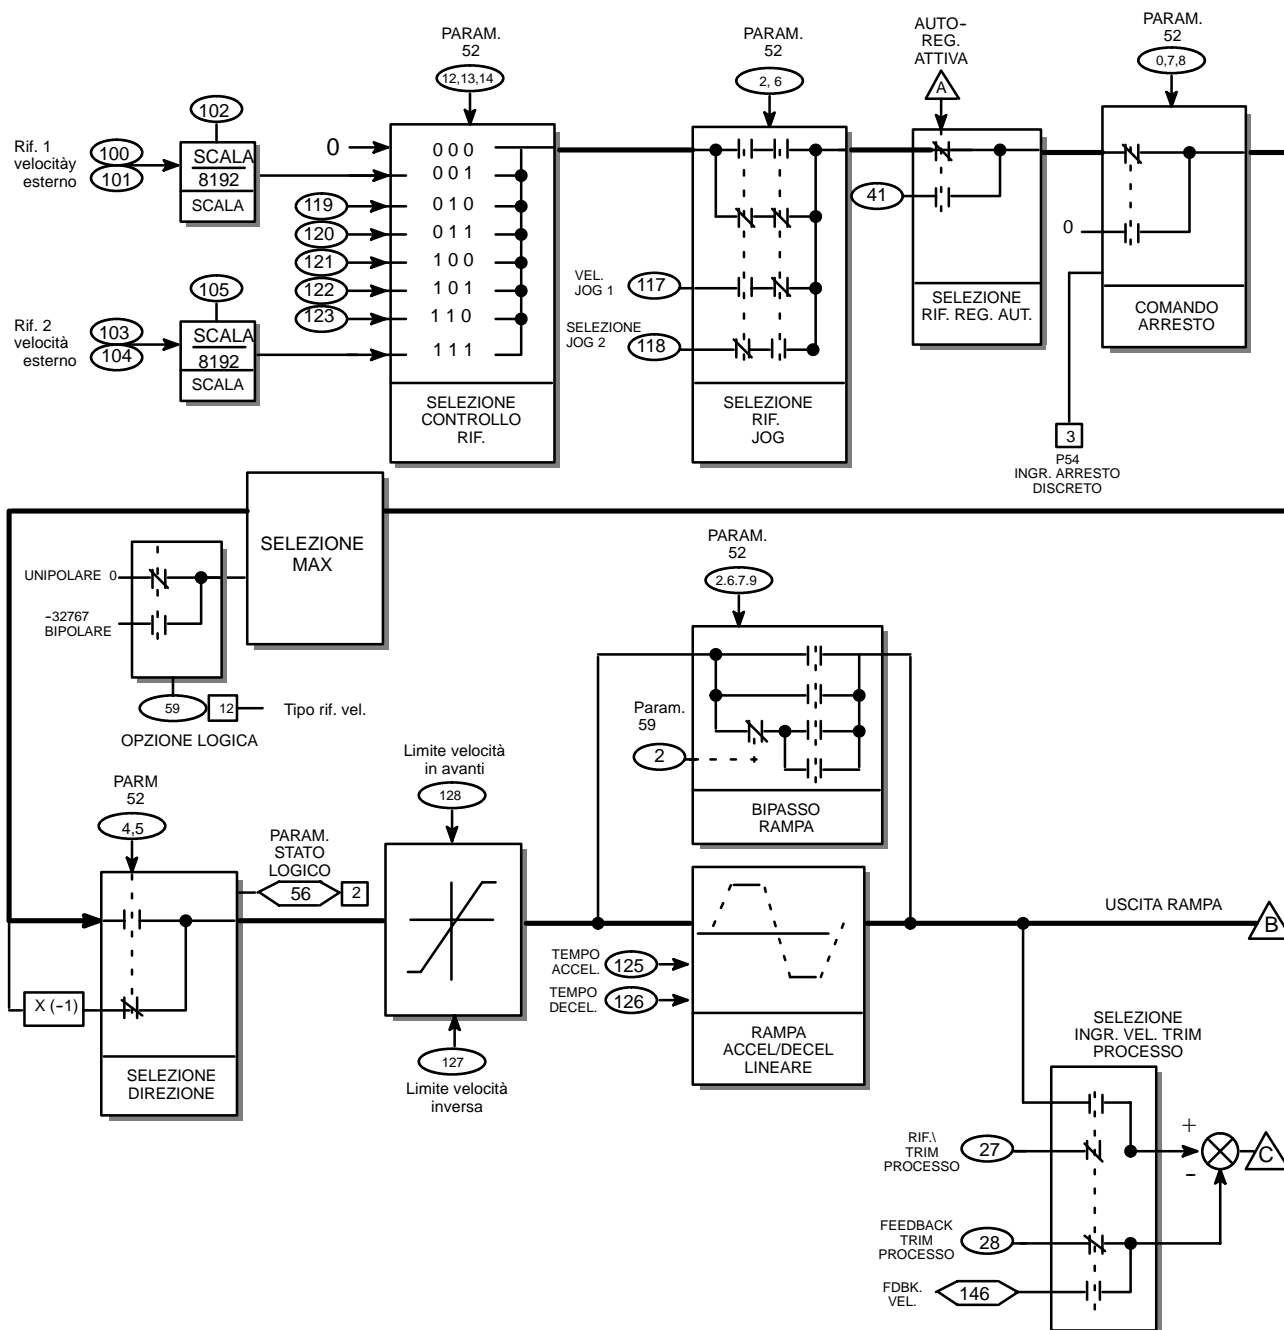 PARAM.
52
12,13,14
PARAM.
52
2, 6
AUTO-
REG.
ATTIVA
A
PARAM.
52
0,7,8
Rif. 1
velocitày
esterno
100
101
102
SCALA
8192
SCALA
Rif. 2
velocità
esterno
103
104
105
SCALA
8192
SCALA
0
119
120
121
122
123
0 0 0
0 0 1
0 1 0
0 1 1
1 0 0
1 0 1
1 1 0
1 1 1
SELEZIONE
CONTROLLO
RIF.
VEL.
JOG 1
117
SELEZIONE
JOG 2
118
SELEZIONE
RIF.
JOG
41
SELEZIONE
RIF. REG. AUT.
0
COMANDO
ARRESTO
3
P54
INGR. ARRESTO
DISCRETO
SELEZIONE
MAX
UNIPOLARE 0
-32767
BIPOLARE
59
12
Tipo rif. vel.
OPZIONE LOGICA
PARAM.
52
2.6.7.9
Param.
59
2
BIPASSO
RAMPA
PARM
52
4,5
PARAM.
STATO
LOGICO
56
2
X (-1)
SELEZIONE
DIREZIONE
Limite velocità
in avanti
128
127
Limite velocità
inversa
TEMPO
ACCEL.
125
TEMPO
DECEL.
126
RAMPA
ACCEL/DECEL
LINEARE
USCITA RAMPA
B
SELEZIONE
INGR. VEL. TRIM
PROCESSO
RIF.\
TRIM
PROCESSO
27
FEEDBACK
TRIM
PROCESSO
28
FDBK.
VEL.
146
+
-
C